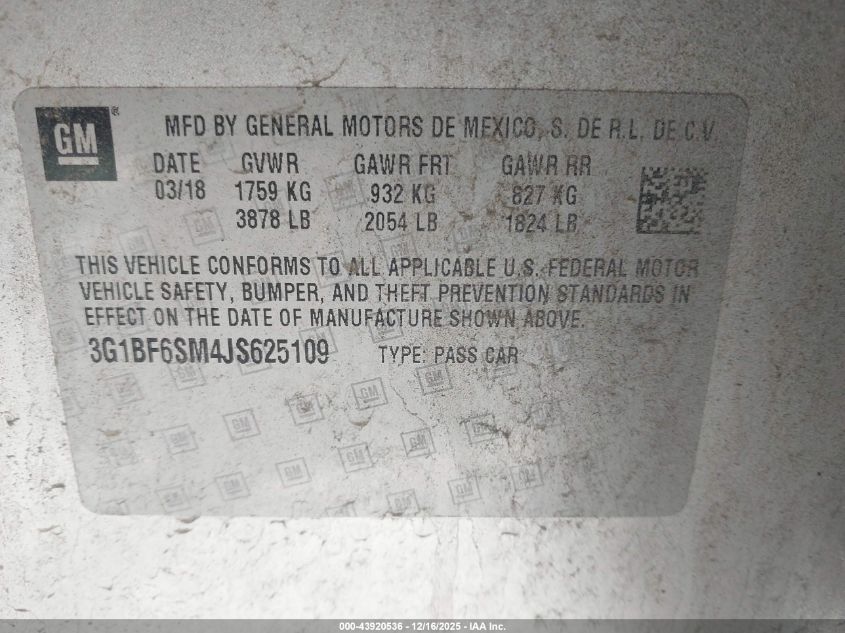 GM ®
MFD BY GENERAL MOTORS DE MEXICO, S. DE R.L. DE C.V.
DATE GVWR GAWR FRT GAWR RR
03/18 1759 KG 932 KG 827 KG
3878 LB 2054 LB 1824 LB
THIS VEHICLE CONFORMS TO ALL APPLICABLE U.S. FEDERAL MOTOR
VEHICLE SAFETY, BUMPER, AND THEFT PREVENTION STANDARDS IN
EFFECT ON THE DATE OF MANUFACTURE SHOWN ABOVE.
3G1BF6SM4JS625109 TYPE: PASS CAR
000-43920536 - 12/16/2025 - IAA Inc.